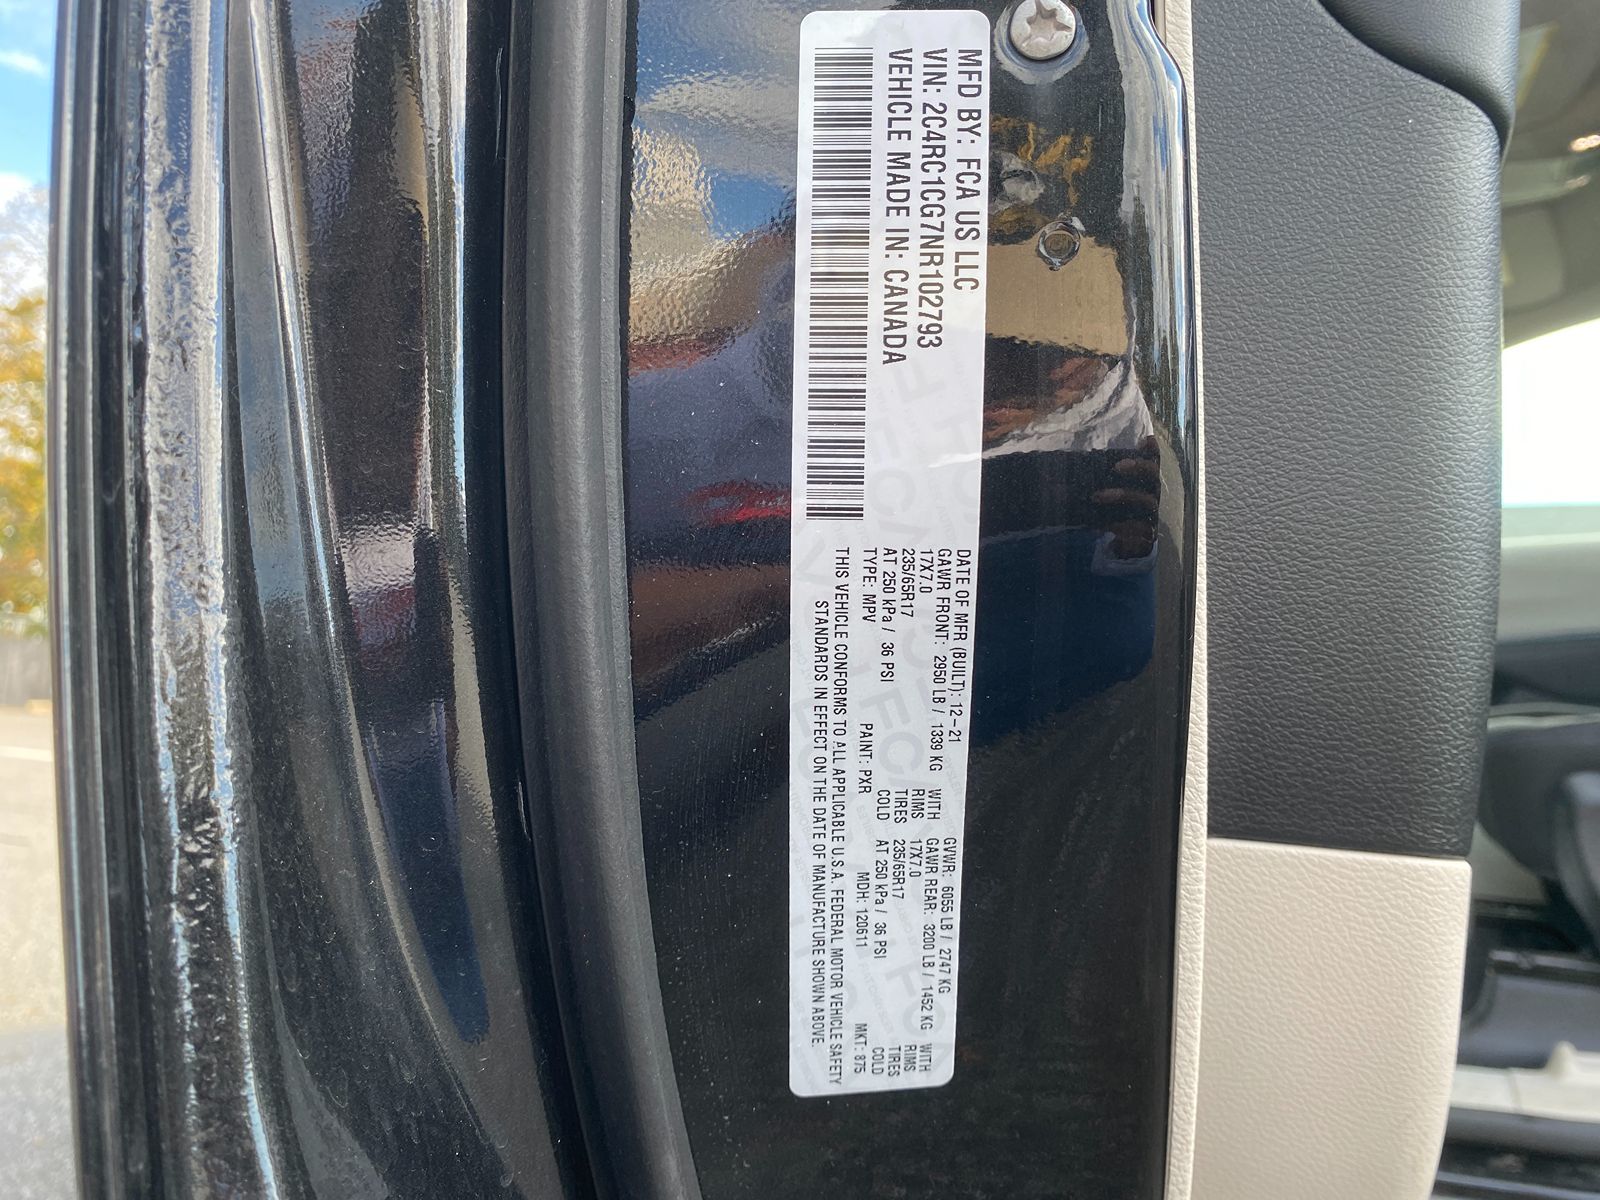 MFD BY: FCA US LLC
VIN: 2C4RC1CG7NR102793
VEHICLE MADE IN: CANADA
DATE OF MFR (BUILT): 12-21 GVWR: 6055 LB / 2747 KG
GAWR FRONT: 2950 LB / 1339 KG WITH GAWR REAR: 3200 LB / 1452 KG WITH
17X7.0 RIMS 17X7.0 RIMS
235/65R17 TIRES 235/65R17 TIRES
AT 250 kPa / 36 PSI COLD AT 250 kPa / 36 PSI COLD
TYPE: MPV PAINT: PXR MDH: 120611 MKT: 875
THIS VEHICLE CONFORMS TO ALL APPLICABLE U.S.A. FEDERAL MOTOR VEHICLE SAFETY
STANDARDS IN EFFECT ON THE DATE OF MANUFACTURE SHOWN ABOVE.